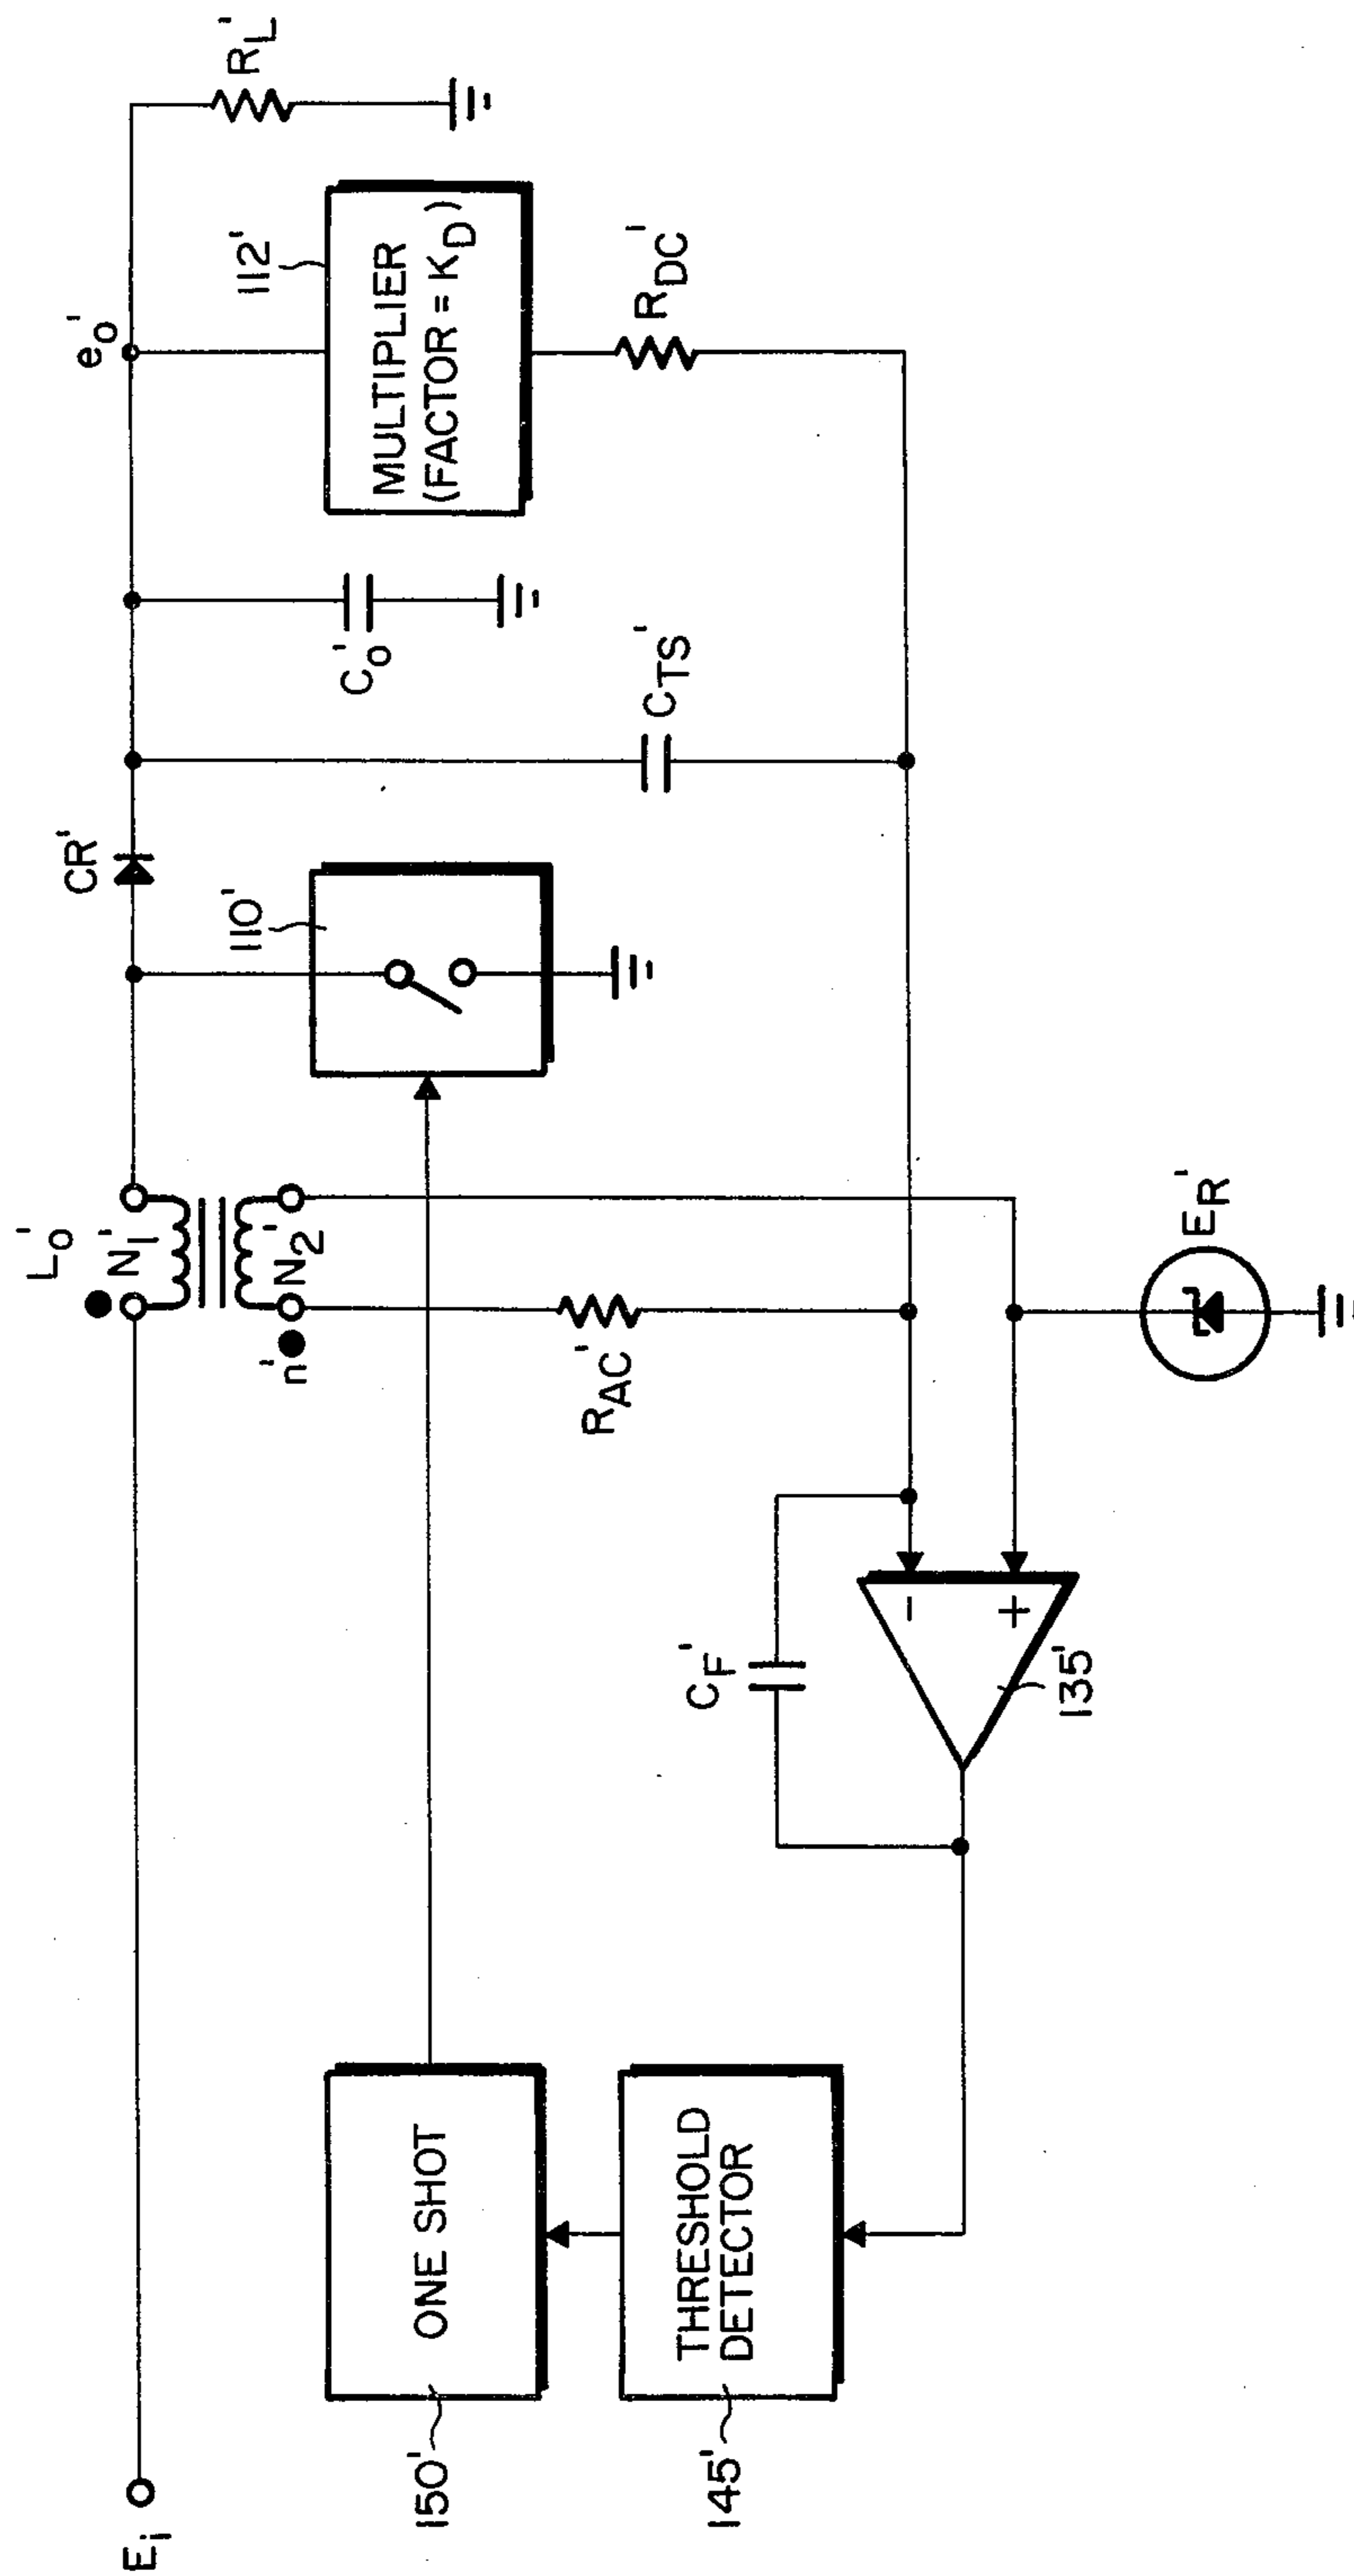 E_i
L_O'
N_1'
N_2'
n'
CR'
e_O'
R_L'
110'
112'
MULTIPLIER
(FACTOR = K_D)
C_O'
C_TS'
R_DC'
R_AC'
E_R'
C_F'
-
+
135'
150'
ONE SHOT
145'
THRESHOLD
DETECTOR